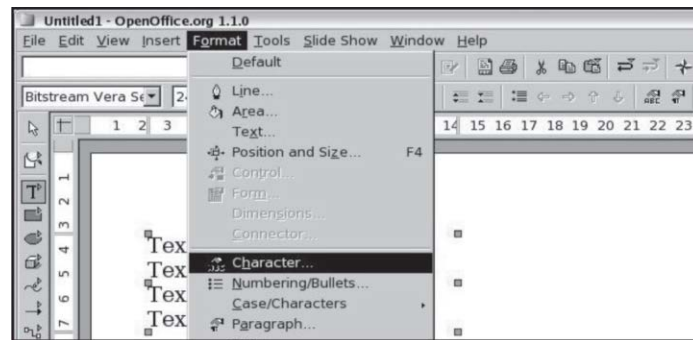 Untitled1 - OpenOffice.org 1.1.0
File Edit View Insert Format Tools Slide Show Window Help
Default
Bitstream Vera Se 2
Line...
Area...
1 2 3 14 15 16 17 18 19 20 21 22 23
Text...
Position and Size... F4
Control...
Form...
Dimensions...
Connector...
1
2
3
4
5
6
7
Tex
Character...
Tex
Numbering/Bullets...
Tex
Case/Characters
Tex
Paragraph...